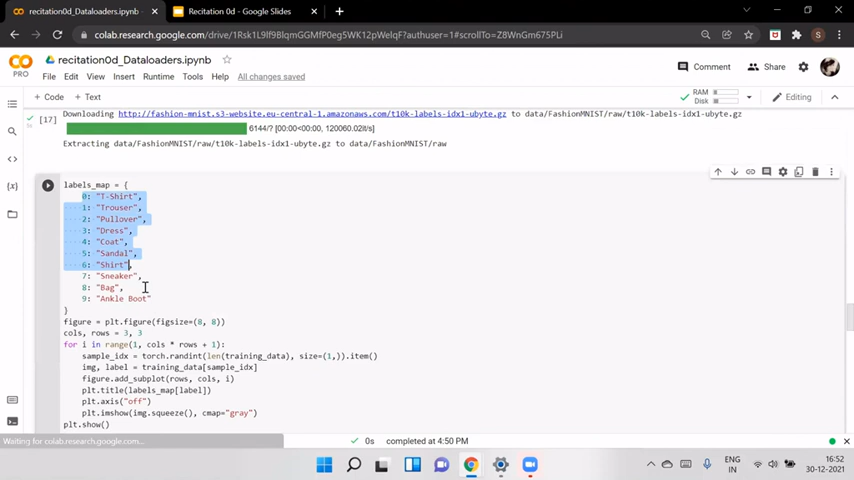 recitation0d_Dataloaders.ipynb -
Recitation 0d - Google Slides
colab.research.google.com/drive/1Rsk1L9lf9BlqmGGMfP0eg5WK12pWelqF?authuser=1#scrollTo=Z8WnGm675PLi
recitation0d_Dataloaders.ipynb
PRO
File Edit View Insert Runtime Tools Help All changes saved
Comment Share
+ Code + Text
RAM
Disk
Editing
[17]
Downloading http://fashion-mnist.s3-website.eu-central-1.amazonaws.com/t10k-labels-idx1-ubyte.gz to data/FashionMNIST/raw/t10k-labels-idx1-ubyte.gz
6144/? [00:00<00:00, 120060.02it/s]
Extracting data/FashionMNIST/raw/t10k-labels-idx1-ubyte.gz to data/FashionMNIST/raw
labels_map = {
0: "T-Shirt",
1: "Trouser",
2: "Pullover",
3: "Dress",
4: "Coat",
5: "Sandal",
6: "Shirt",
7: "Sneaker",
8: "Bag",
9: "Ankle Boot"
}
figure = plt.figure(figsize=(8, 8))
cols, rows = 3, 3
for i in range(1, cols * rows + 1):
sample_idx = torch.randint(len(training_data), size=(1,)).item()
img, label = training_data[sample_idx]
figure.add_subplot(rows, cols, i)
plt.title(labels_map[label])
plt.axis("off")
plt.imshow(img.squeeze(), cmap="gray")
plt.show()
Waiting for colab.research.google.com...
0s completed at 4:50 PM
ENG
IN
16:52
30-12-2021